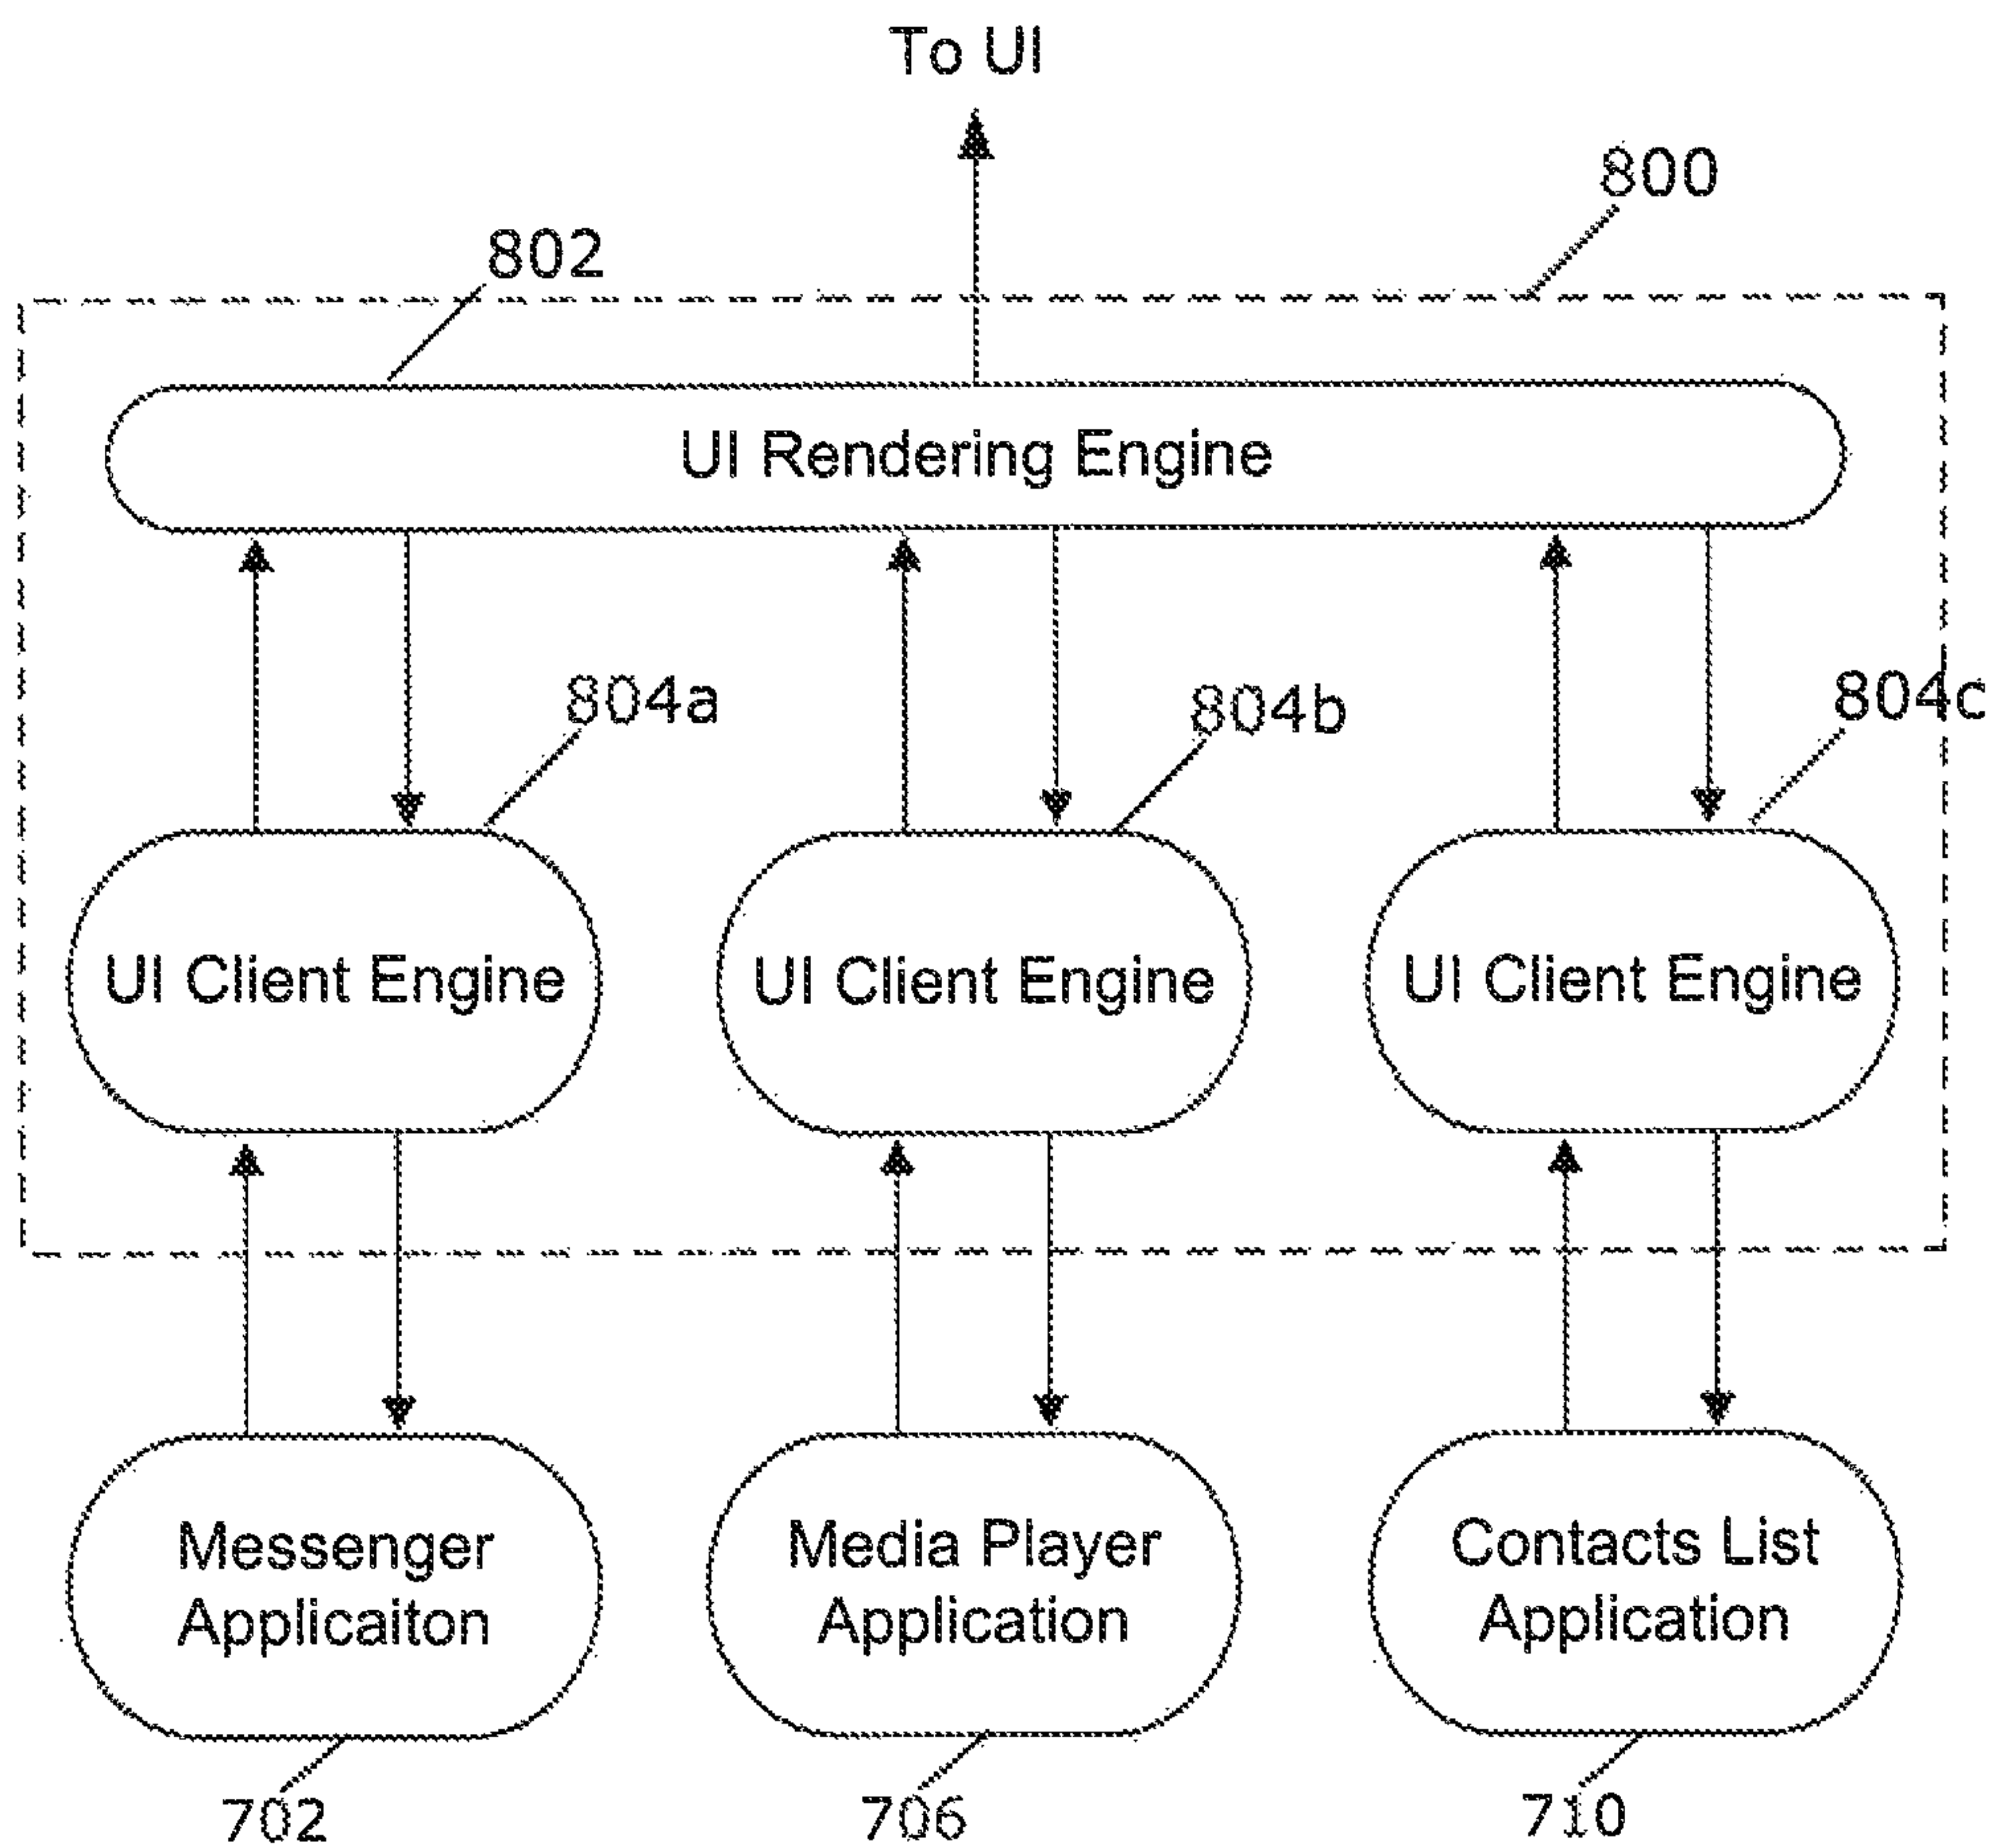 To UI
800
802
UI Rendering Engine
804a
804b
804c
UI Client Engine
UI Client Engine
UI Client Engine
Messenger
Applicaiton
Media Player
Application
Contacts List
Application
702
706
710